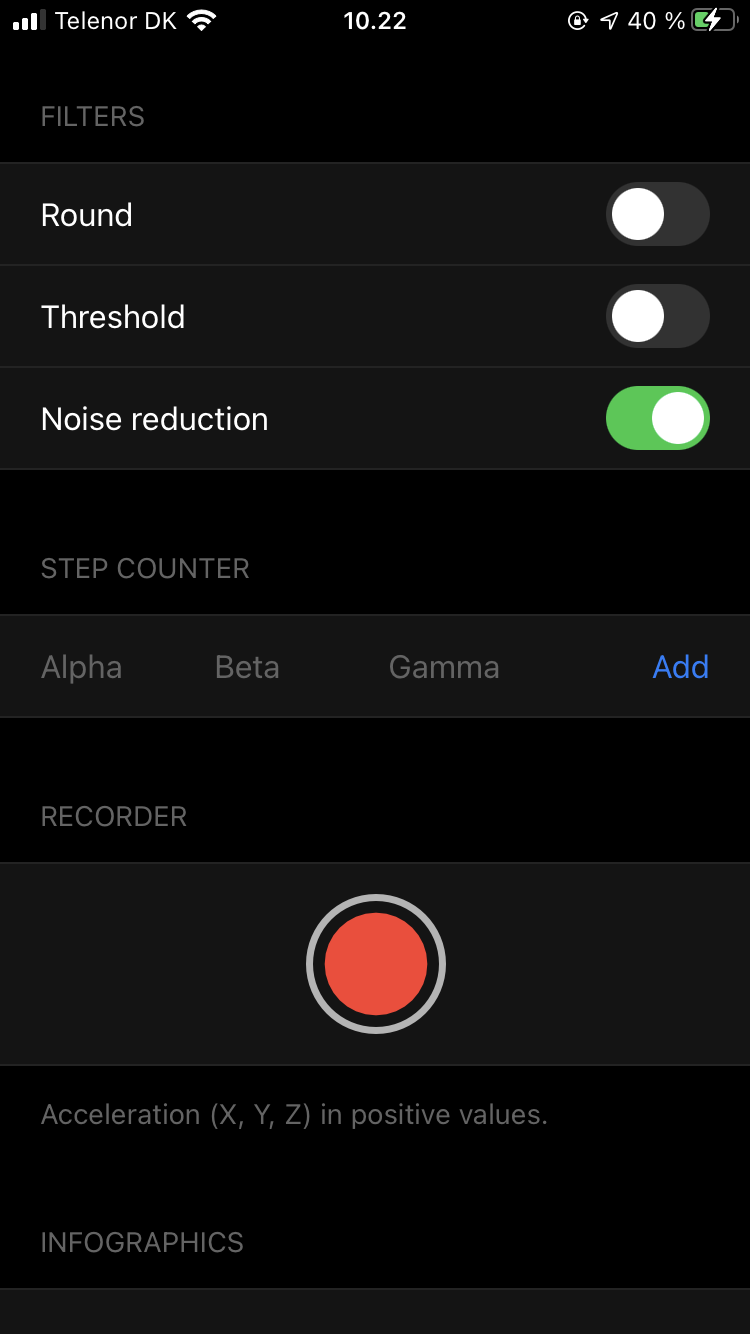 Telenor DK 10.22 40 %
FILTERS
Round
Threshold
Noise reduction
STEP COUNTER
Alpha Beta Gamma Add
RECORDER
Acceleration (X, Y, Z) in positive values.
INFOGRAPHICS